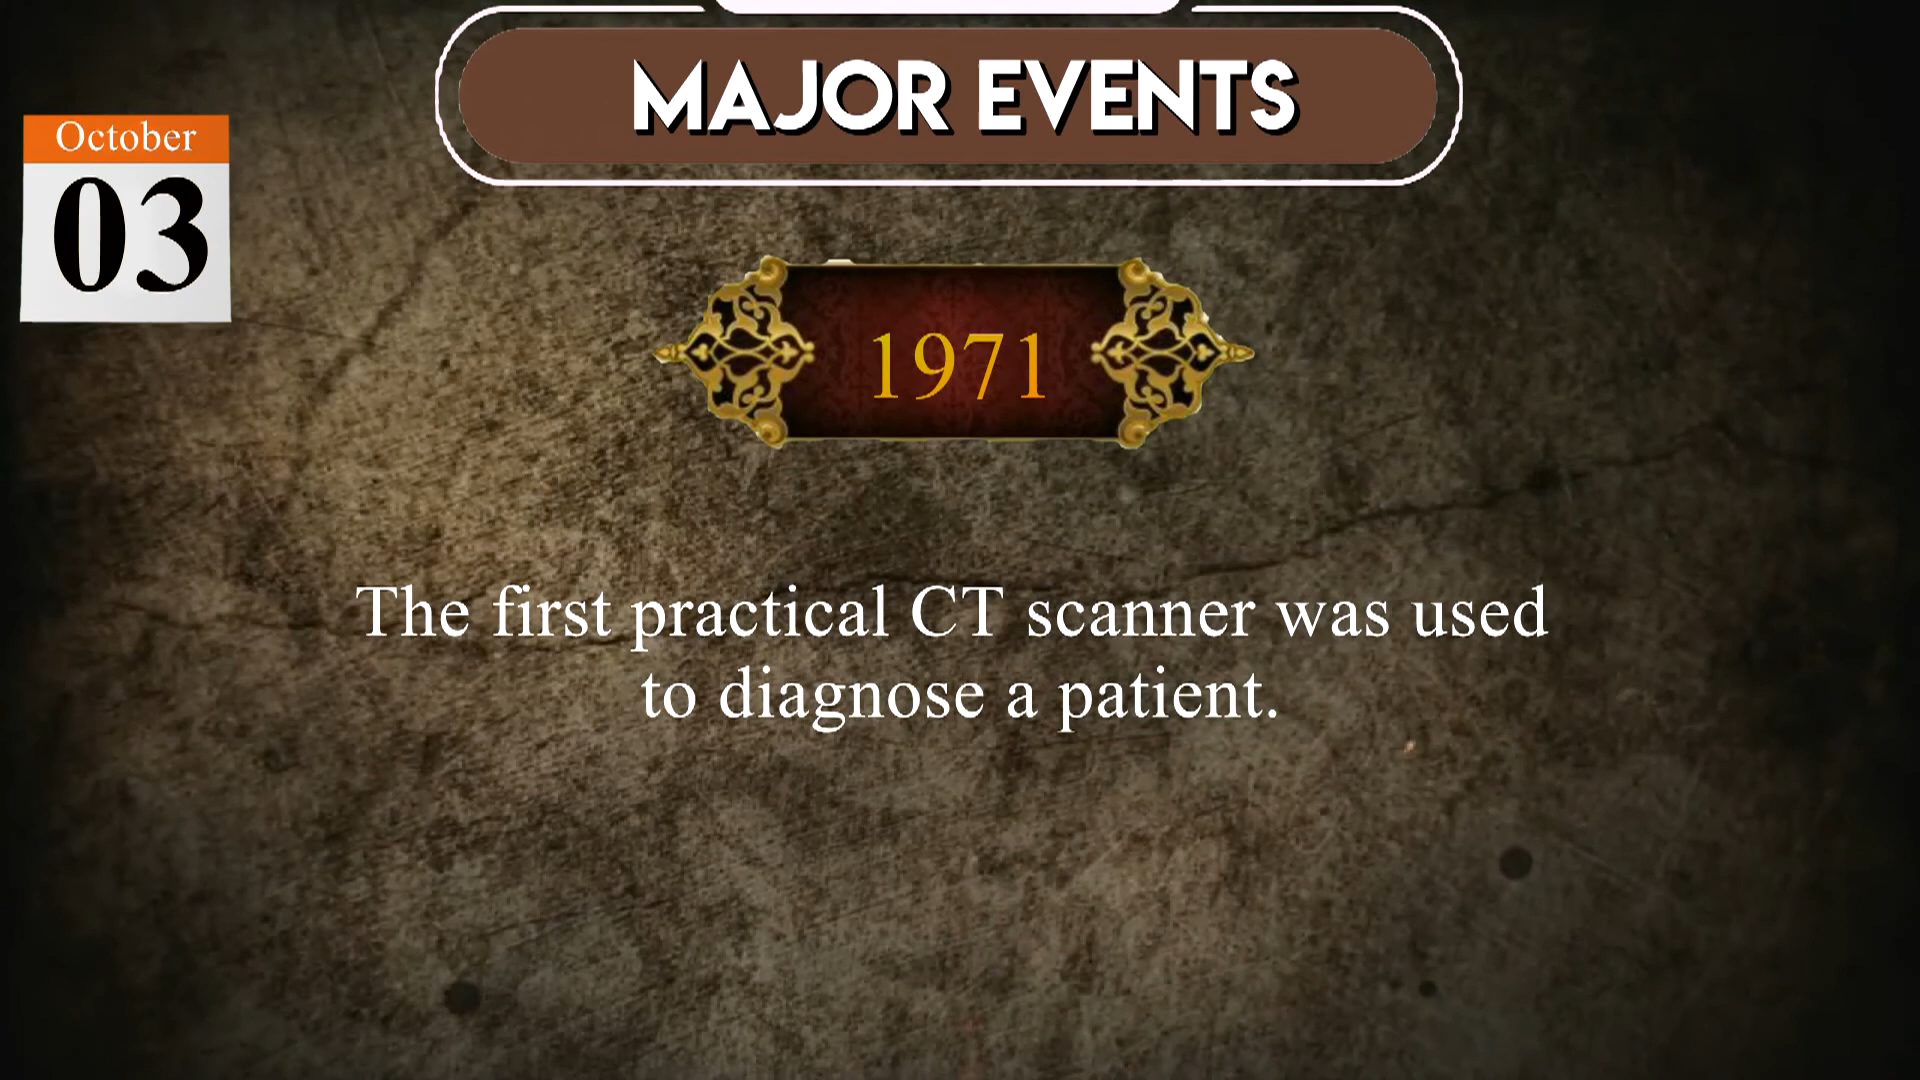 MAJOR EVENTS
October
03
1971
The first practical CT scanner was used
to diagnose a patient.